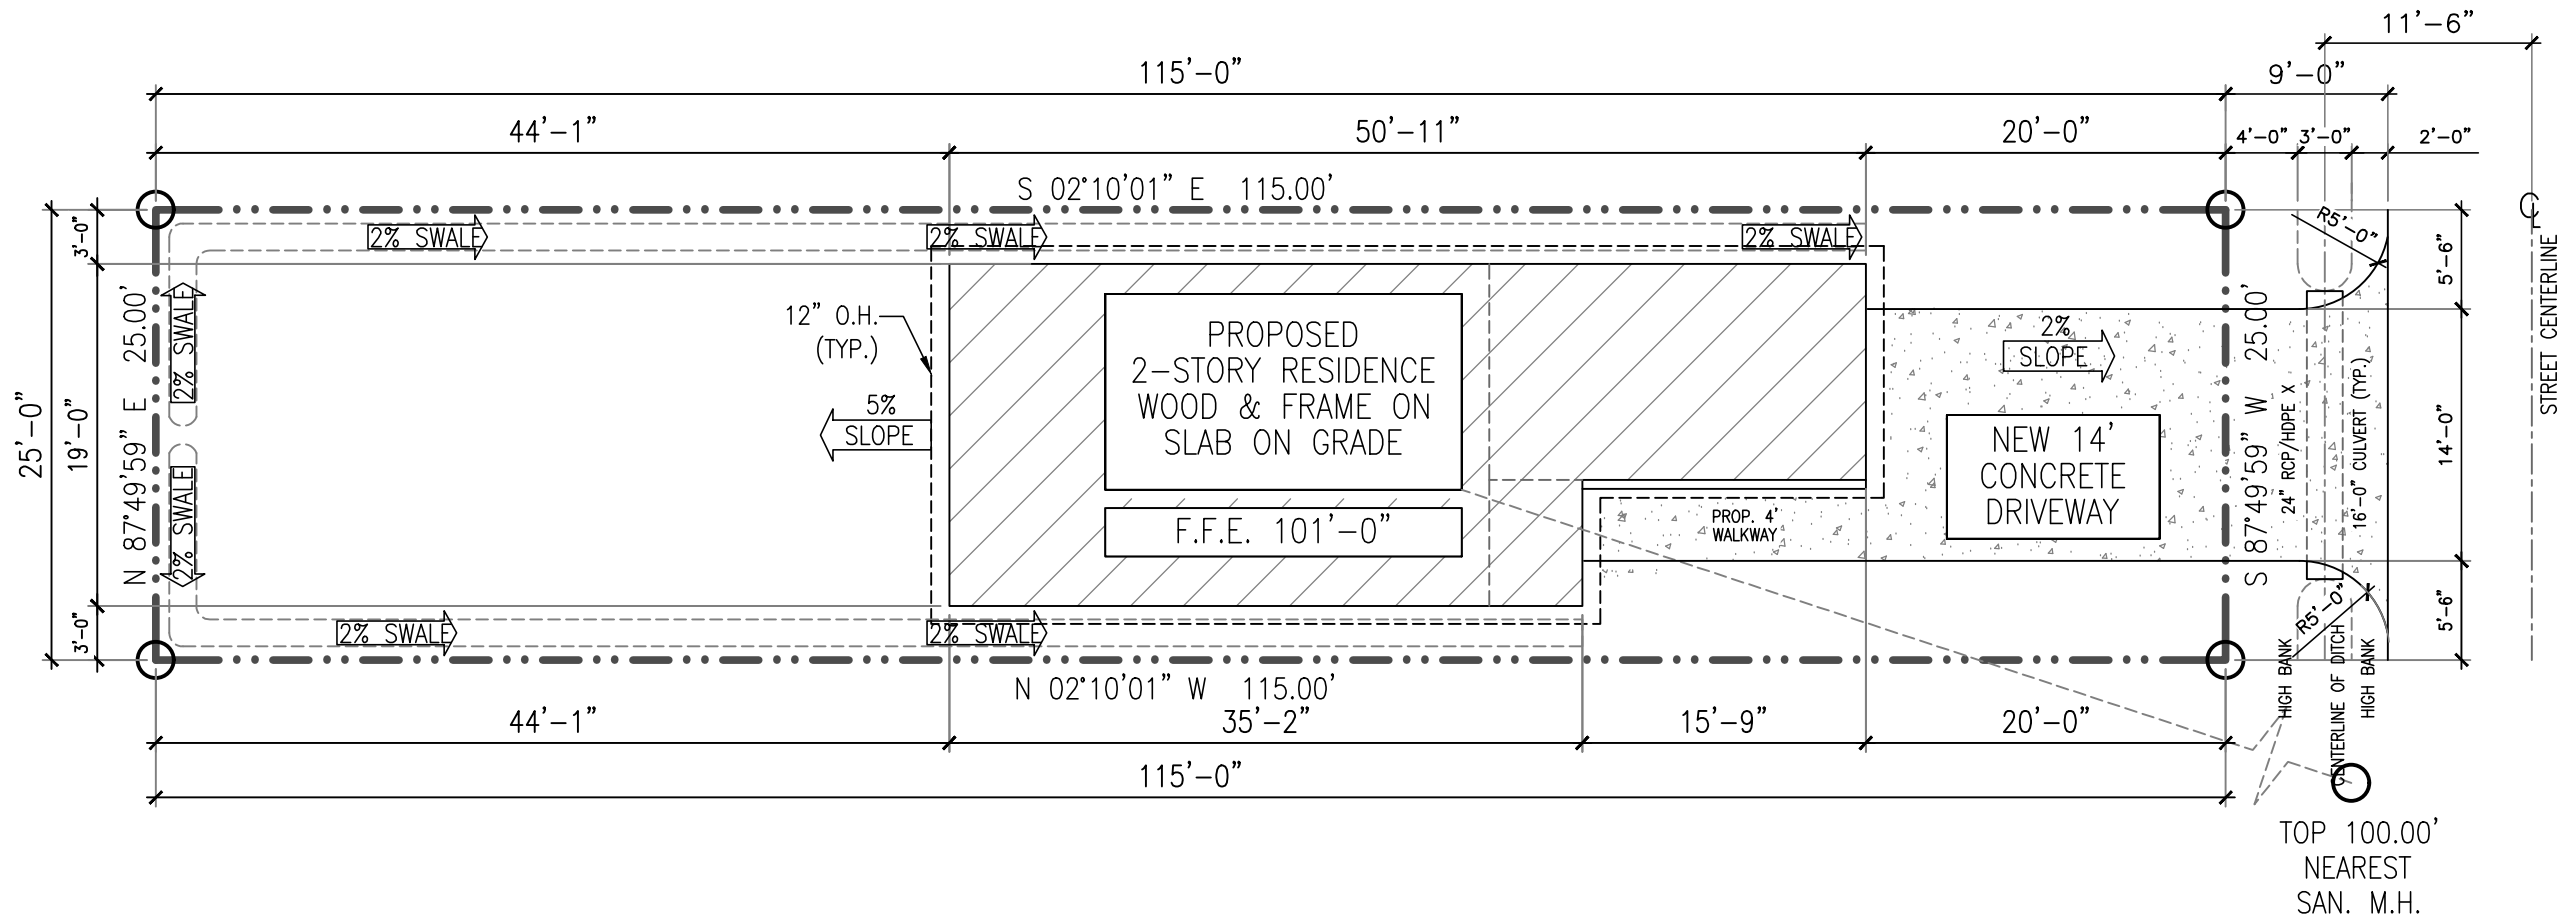 11'-6"
115'-0"
9'-0"
44'-1"
50'-11"
20'-0"
4'-0"
3'-0"
2'-0"
S 02°10'01" E 115.00'
3'-0"
2% SWALE
2% SWALE
2% SWALE
R5'-0"
5'-6"
℄
STREET CENTERLINE
25'-0"
19'-0"
N 87°49'59" E 25.00'
2% SWALE
2% SWALE
12" O.H.
(TYP.)
5%
SLOPE
PROPOSED
2-STORY RESIDENCE
WOOD & FRAME ON
SLAB ON GRADE
F.F.E. 101'-0"
2%
SLOPE
NEW 14'
CONCRETE
DRIVEWAY
PROP. 4'
WALKWAY
S 87°49'59" W 25.00'
24" RCP/HDPE X
16'-0" CULVERT (TYP.)
14'-0"
3'-0"
2% SWALE
2% SWALE
R5'-0"
5'-6"
HIGH BANK
CENTERLINE OF DITCH
HIGH BANK
N 02°10'01" W 115.00'
44'-1"
35'-2"
15'-9"
20'-0"
115'-0"
TOP 100.00'
NEAREST
SAN. M.H.